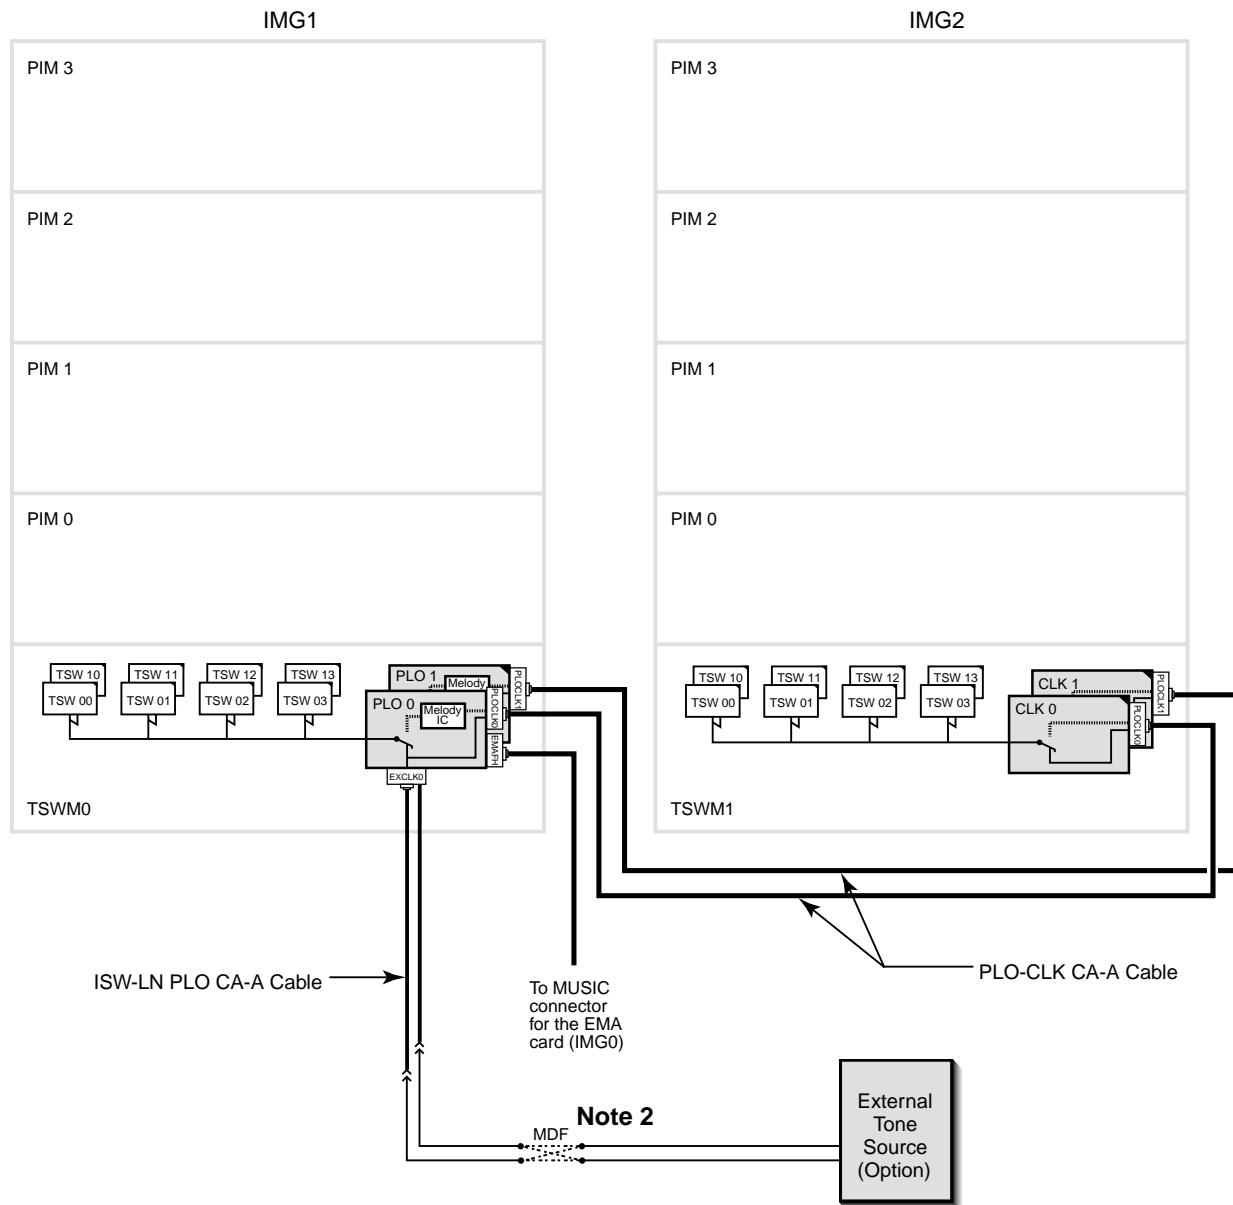 IMG1
IMG2
PIM 3
PIM 3
PIM 2
PIM 2
PIM 1
PIM 1
PIM 0
PIM 0
TSW 10
TSW 11
TSW 12
TSW 13
TSW 00
TSW 01
TSW 02
TSW 03
PLO 1
Melody
PLOCLK1
PLO 0
Melody
IC
PLOCLK0
EMAFH
EXCLK0
TSWM0
TSW 10
TSW 11
TSW 12
TSW 13
TSW 00
TSW 01
TSW 02
TSW 03
CLK 1
PLOCLK1
CLK 0
PLOCLK0
TSWM1
ISW-LN PLO CA-A Cable
To MUSIC
connector
for the EMA
card (IMG0)
PLO-CLK CA-A Cable
Note 2
MDF
External
Tone
Source
(Option)